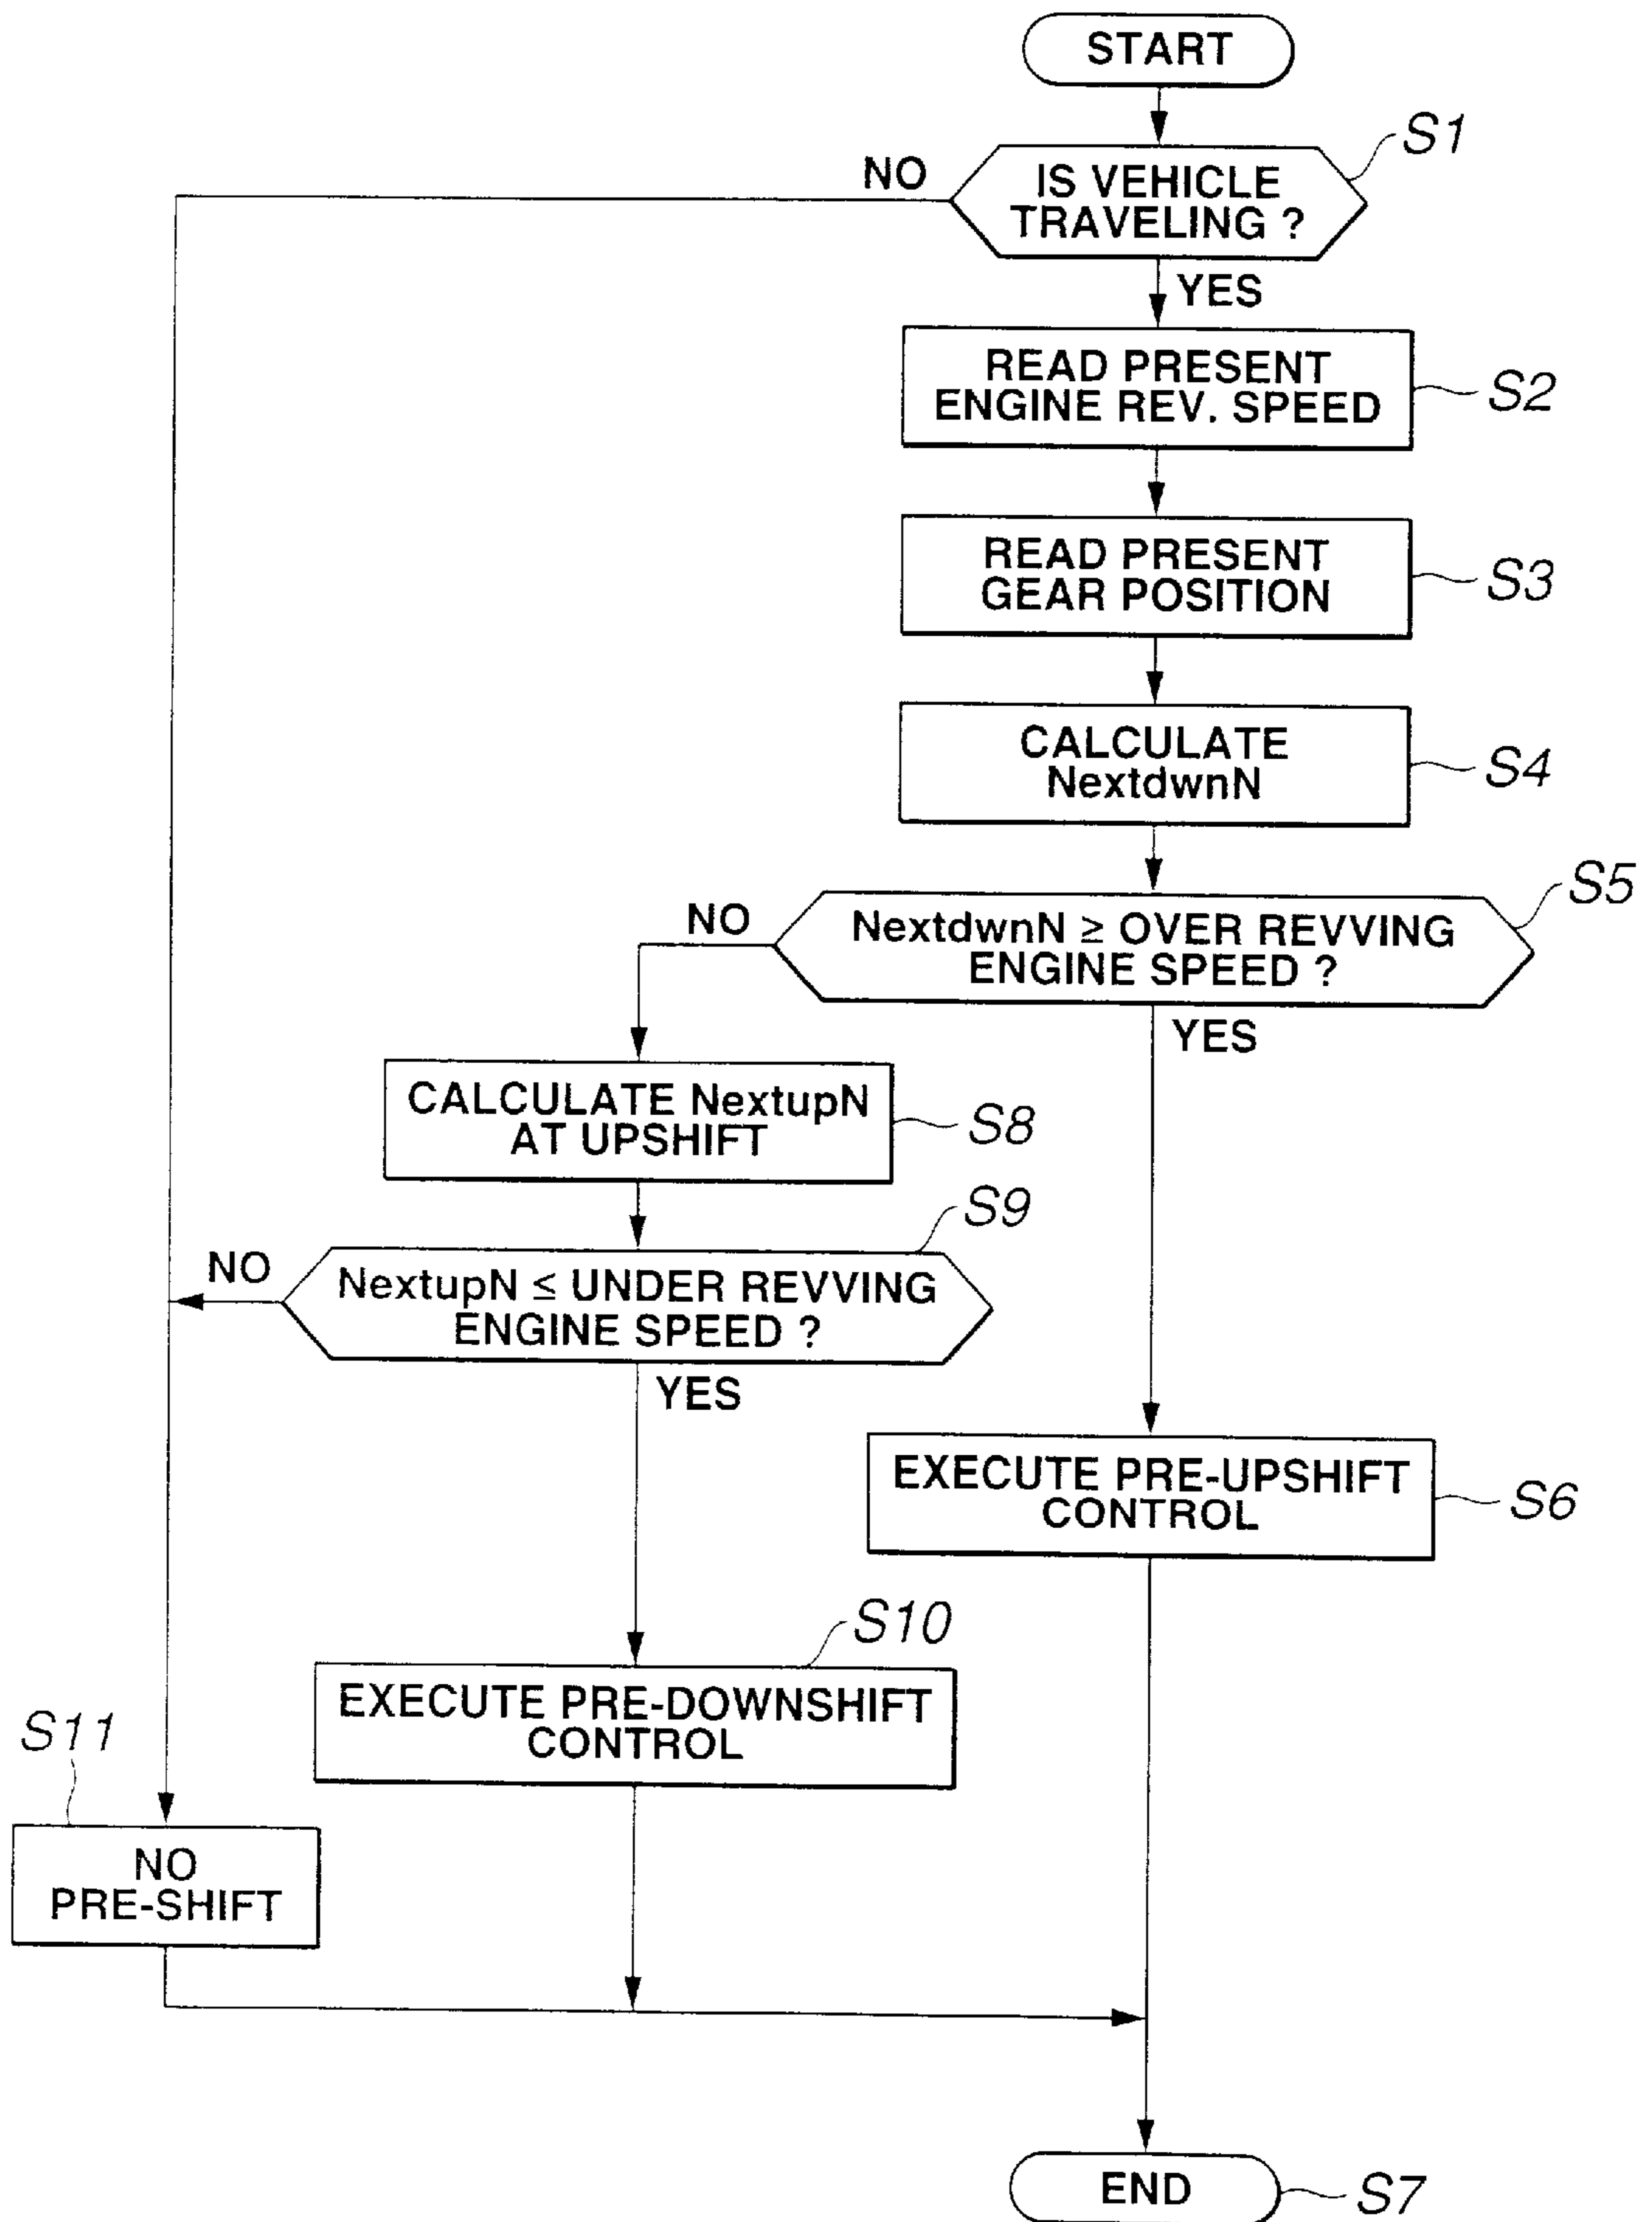 START
S1
NO
IS VEHICLE
TRAVELING ?
YES
READ PRESENT
ENGINE REV. SPEED
S2
READ PRESENT
GEAR POSITION
S3
CALCULATE
NextdwnN
S4
S5
NO
NextdwnN ≥ OVER REVVING
ENGINE SPEED ?
YES
CALCULATE NextupN
AT UPSHIFT
S8
S9
NO
NextupN ≤ UNDER REVVING
ENGINE SPEED ?
YES
EXECUTE PRE-UPSHIFT
CONTROL
S6
S10
EXECUTE PRE-DOWNSHIFT
CONTROL
S11
NO
PRE-SHIFT
END
S7